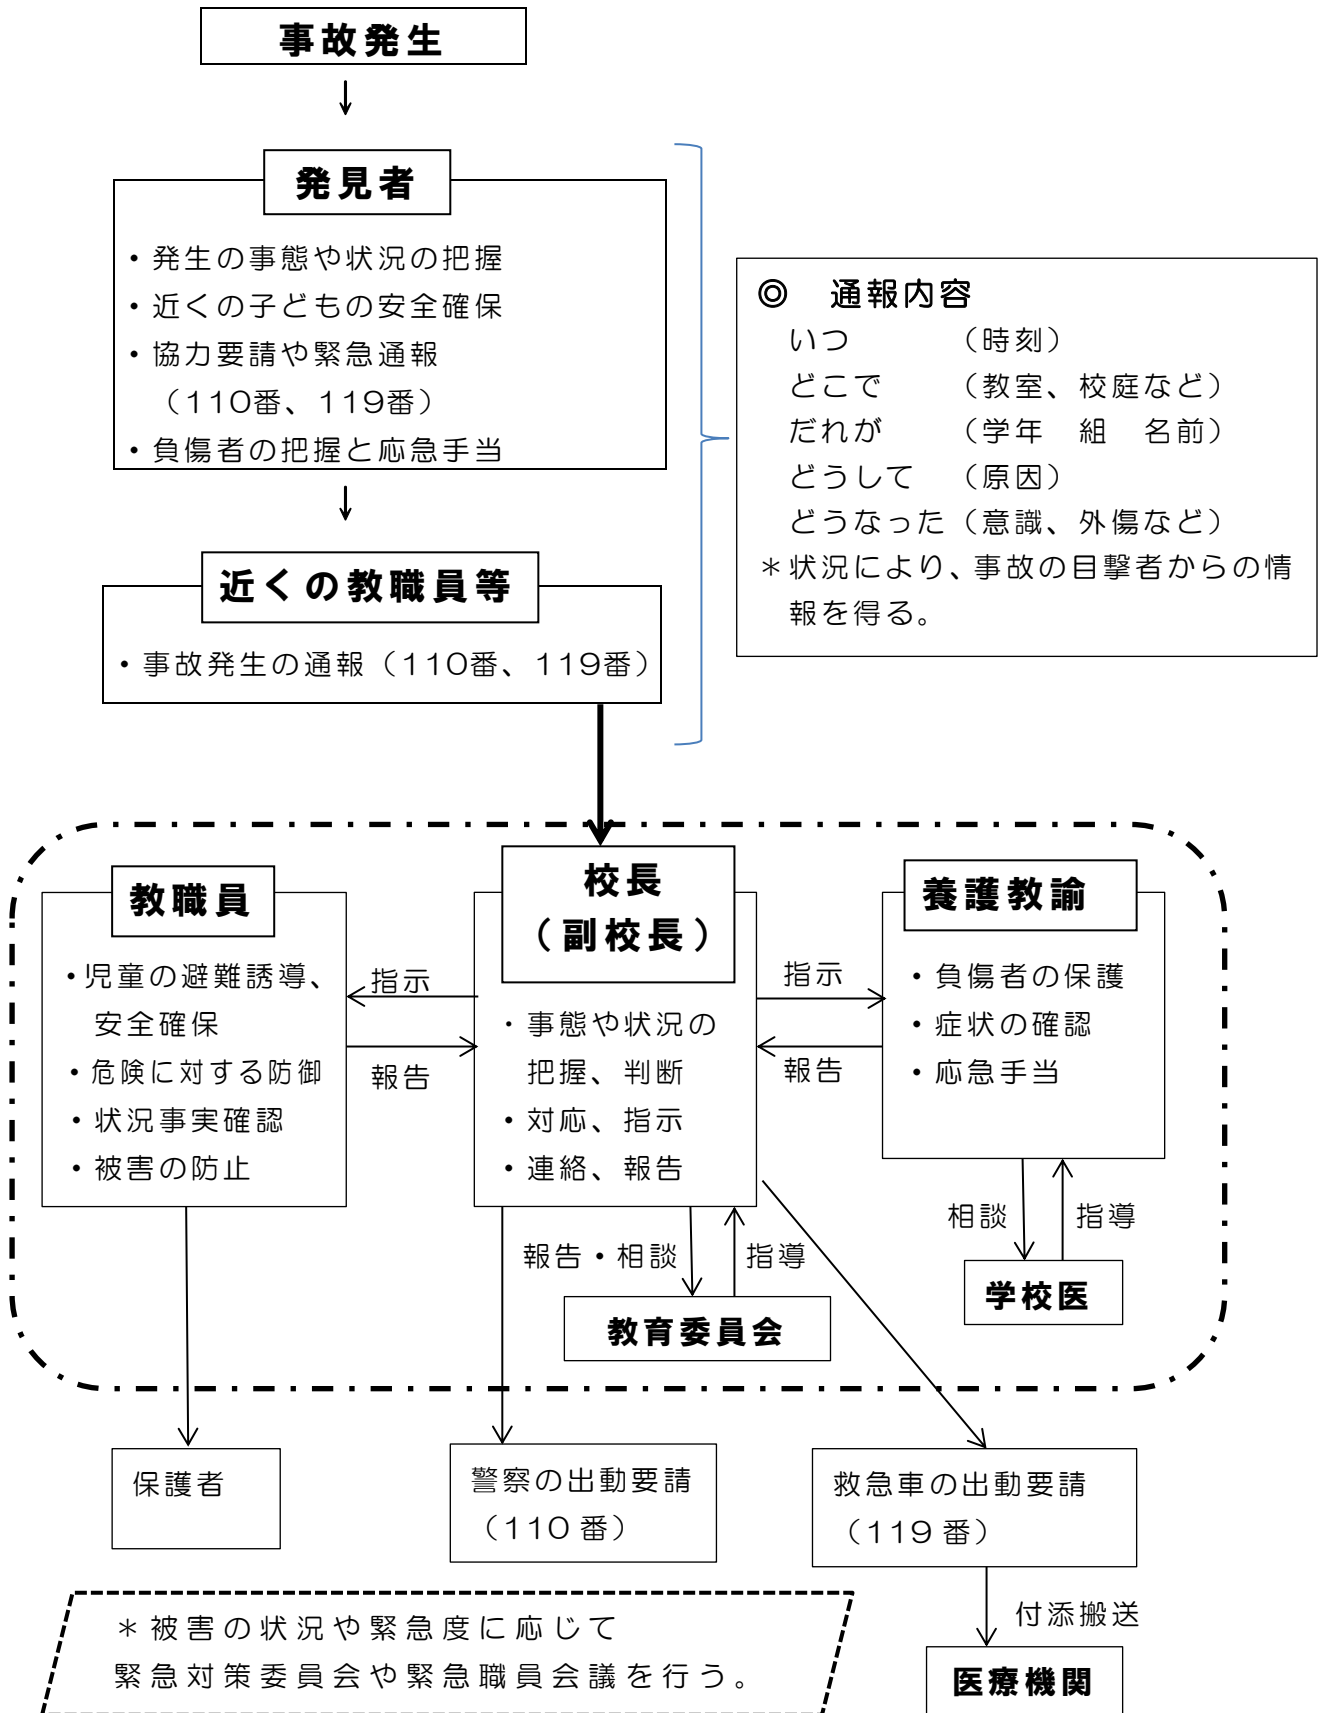 事故発生
発見者
・発生の事態や状況の把握
・近くの子どもの安全確保
・協力要請や緊急通報
（110番、119番）
・負傷者の把握と応急手当
◎　通報内容
いつ　　　（時刻）
どこで　　（教室、校庭など）
だれが　　（学年　組　名前）
どうして　（原因）
どうなった（意識、外傷など）
＊状況により、事故の目撃者からの情
報を得る。
近くの教職員等
・事故発生の通報（110番、119番）
教職員
・児童の避難誘導、
安全確保
・危険に対する防御
・状況事実確認
・被害の防止
指示
報告
校長
（副校長）
・事態や状況の
把握、判断
・対応、指示
・連絡、報告
指示
報告
養護教諭
・負傷者の保護
・症状の確認
・応急手当
報告・相談
指導
教育委員会
相談
指導
学校医
保護者
警察の出動要請
（110番）
救急車の出動要請
（119番）
付添搬送
医療機関
＊被害の状況や緊急度に応じて
緊急対策委員会や緊急職員会議を行う。